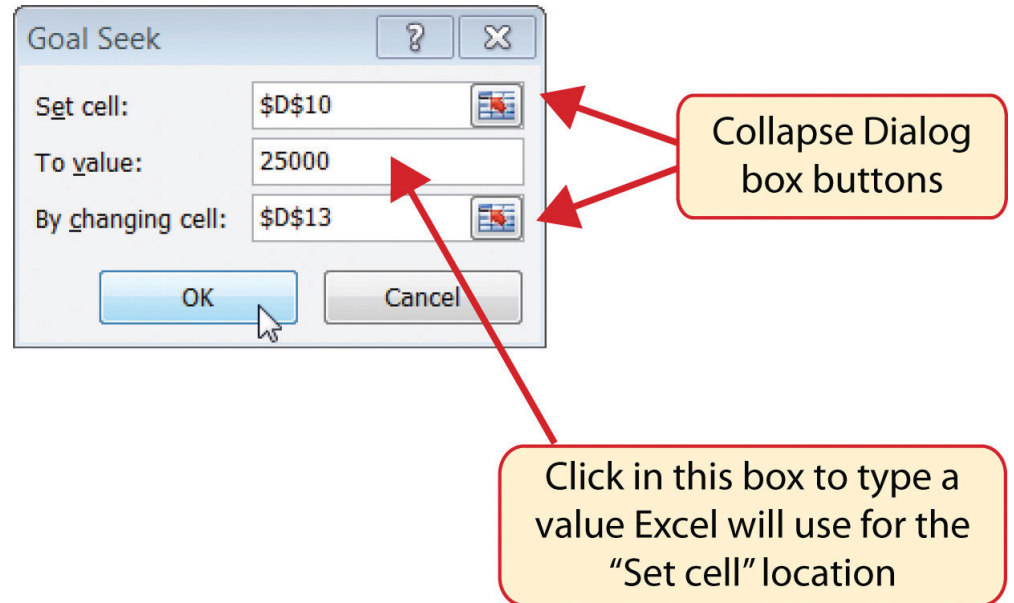 Goal Seek
Set cell: $D$10
To value: 25000
By changing cell: $D$13
OK Cancel
Collapse Dialog
box buttons
Click in this box to type a
value Excel will use for the
“Set cell” location